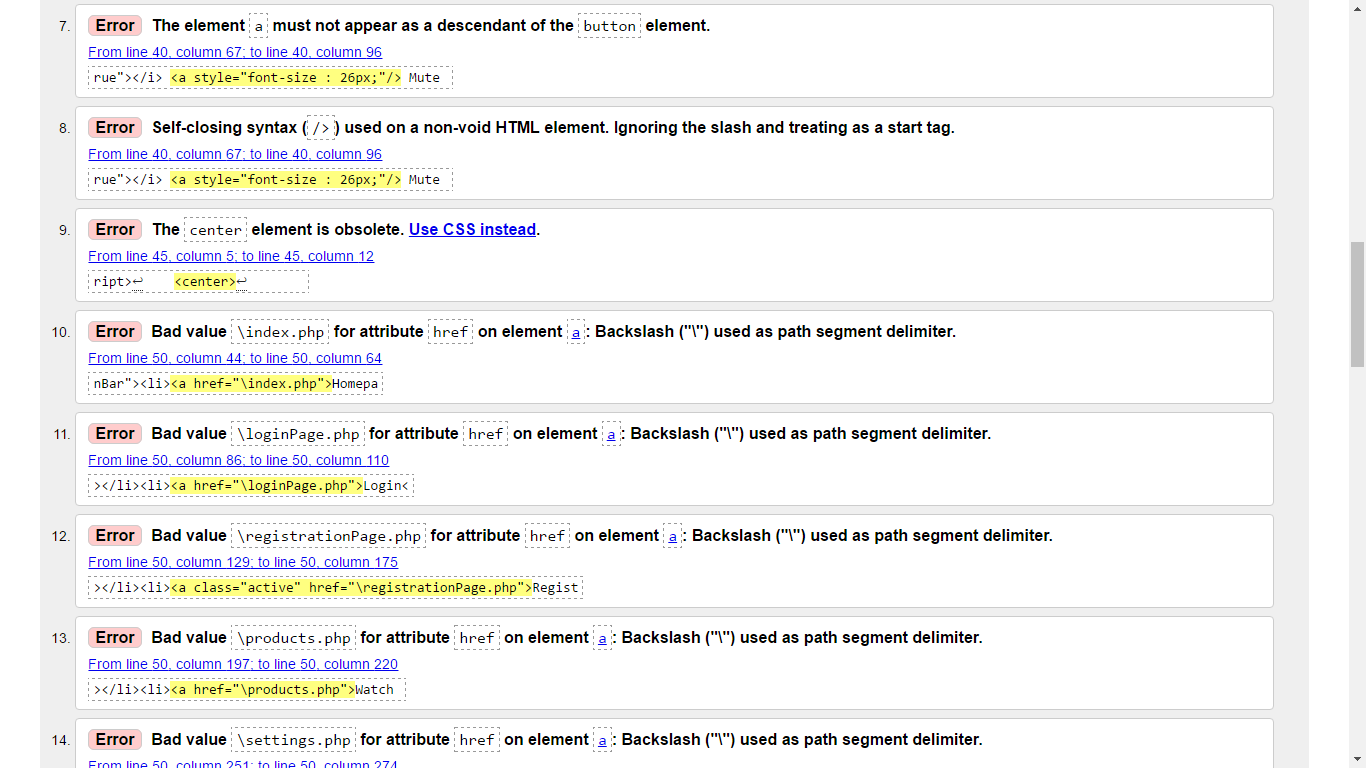 7. Error The element a must not appear as a descendant of the button element.
From line 40, column 67; to line 40, column 96
rue"></i> <a style="font-size : 26px;"/> Mute
8. Error Self-closing syntax (/>) used on a non-void HTML element. Ignoring the slash and treating as a start tag.
From line 40, column 67; to line 40, column 96
rue"></i> <a style="font-size : 26px;"/> Mute
9. Error The center element is obsolete. Use CSS instead.
From line 45, column 5; to line 45, column 12
ript>↩    <center>↩
10. Error Bad value \index.php for attribute href on element a: Backslash ("\") used as path segment delimiter.
From line 50, column 44; to line 50, column 64
nBar"><li><a href="\index.php">Homepa
11. Error Bad value \loginPage.php for attribute href on element a: Backslash ("\") used as path segment delimiter.
From line 50, column 86; to line 50, column 110
></li><li><a href="\loginPage.php">Login<
12. Error Bad value \registrationPage.php for attribute href on element a: Backslash ("\") used as path segment delimiter.
From line 50, column 129; to line 50, column 175
></li><li><a class="active" href="\registrationPage.php">Regist
13. Error Bad value \products.php for attribute href on element a: Backslash ("\") used as path segment delimiter.
From line 50, column 197; to line 50, column 220
></li><li><a href="\products.php">Watch
14. Error Bad value \settings.php for attribute href on element a: Backslash ("\") used as path segment delimiter.
From line 50, column 251; to line 50, column 274